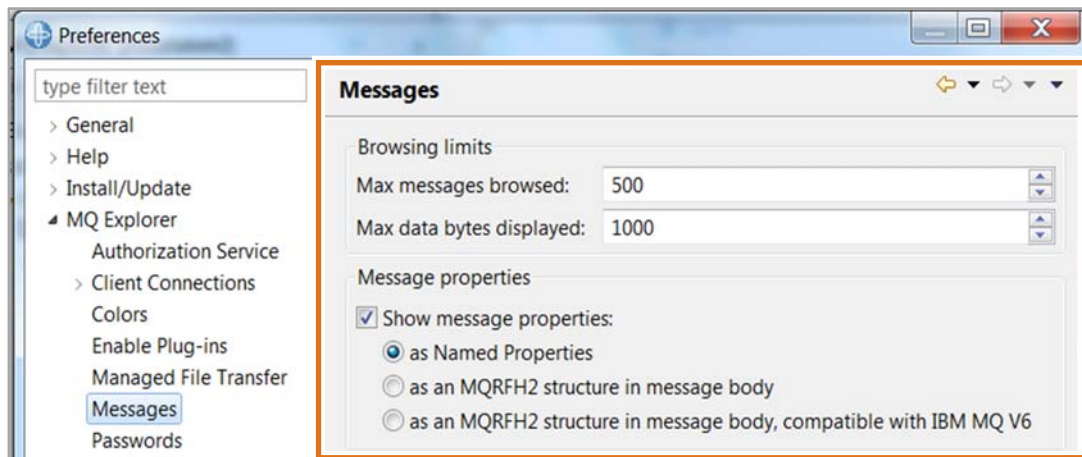 Preferences
type filter text
General
Help
Install/Update
MQ Explorer
Authorization Service
Client Connections
Colors
Enable Plug-ins
Managed File Transfer
Messages
Passwords
Messages
Browsing limits
Max messages browsed: 500
Max data bytes displayed: 1000
Message properties
Show message properties:
as Named Properties
as an MQRFH2 structure in message body
as an MQRFH2 structure in message body, compatible with IBM MQ V6